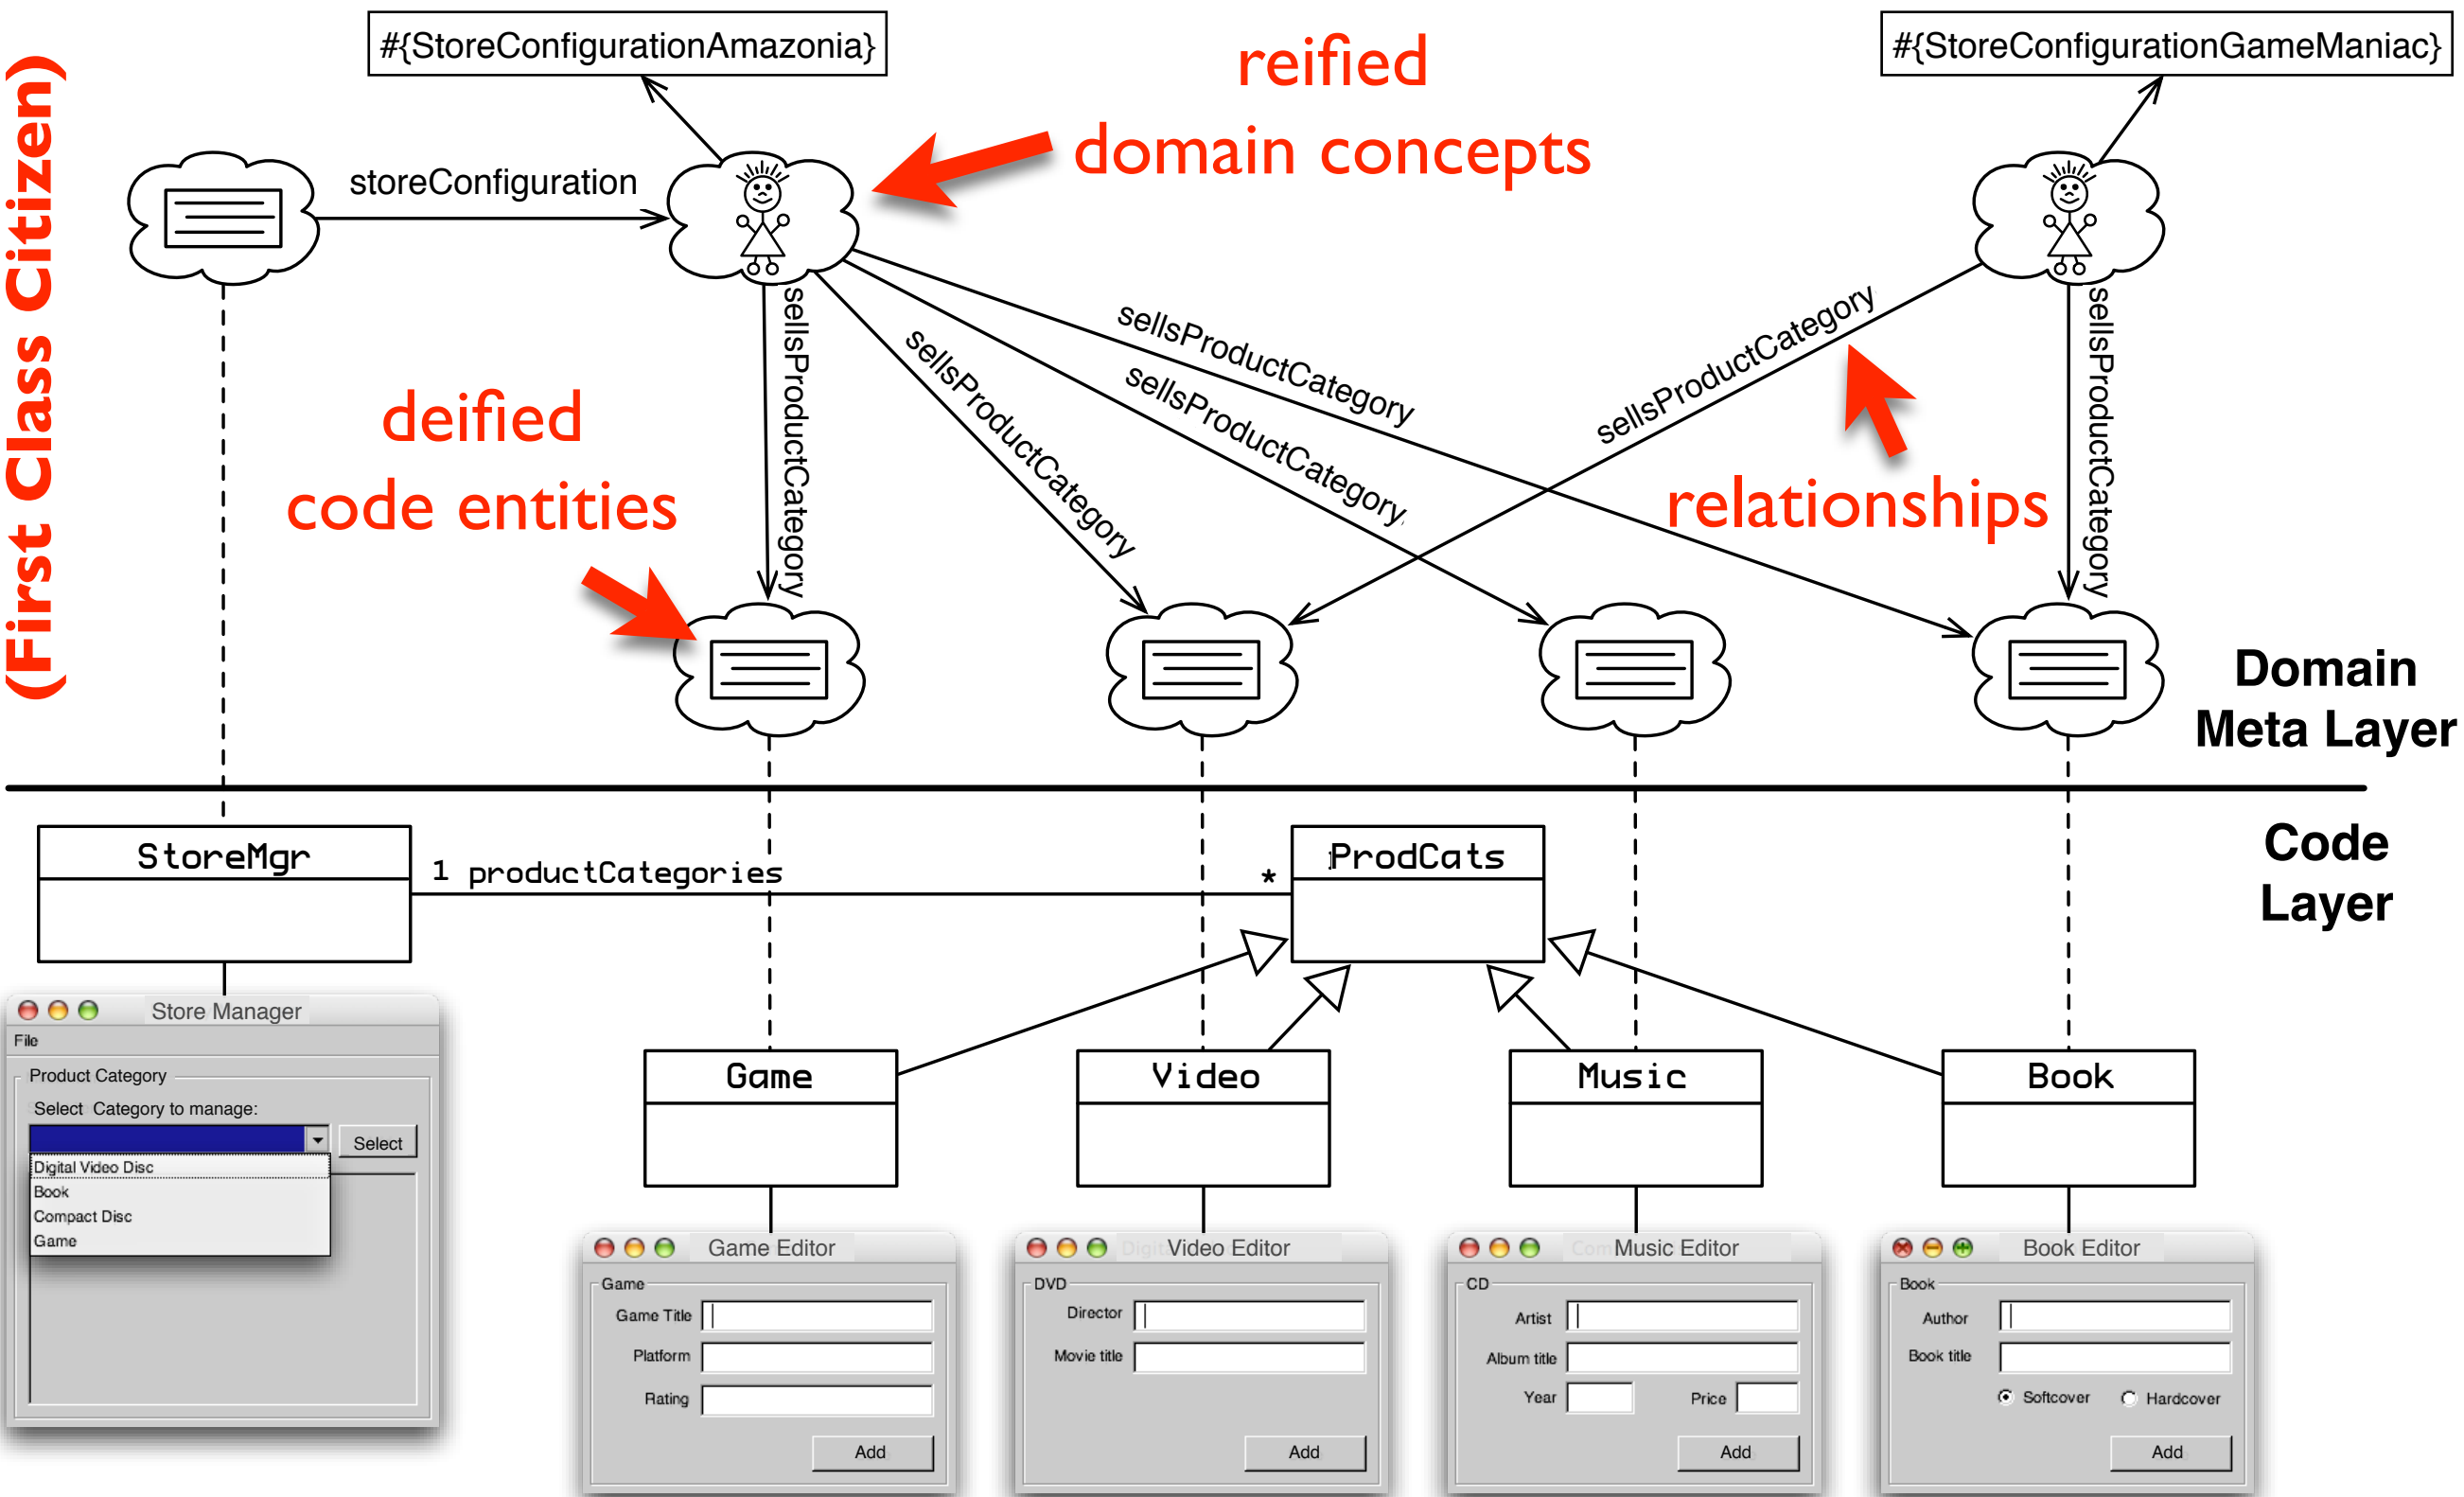 (First Class Citizen)
#{StoreConfigurationAmazonia}
reified
domain concepts
#{StoreConfigurationGameManiac}
storeConfiguration
sellsProductCategory
sellsProductCategory
sellsProductCategory
sellsProductCategory
sellsProductCategory
sellsProductCategory
deified
code entities
relationships
Domain
Meta Layer
Code
Layer
StoreMgr
1 productCategories
*
ProdCats
Game
Video
Music
Book
Store Manager
File
Product Category
Select Category to manage:
Select
Digital Video Disc
Book
Compact Disc
Game
Game Editor
Game
Game Title
Platform
Rating
Add
Video Editor
DVD
Director
Movie title
Add
Music Editor
CD
Artist
Album title
Year
Price
Add
Book Editor
Book
Author
Book title
Softcover
Hardcover
Add